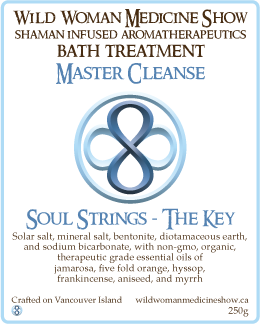 Wild Woman Medicine Show
shaman infused aromatherapeutics
bath treatment
Master Cleanse
Soul Strings - The Key
Solar salt, mineral salt, bentonite, diotamaceous earth,
and sodium bicarbonate, with non-gmo, organic,
therapeutic grade essential oils of
jamarosa, five fold orange, hyssop,
frankincense, aniseed, and myrrh
Crafted on Vancouver Island wildwomanmedicineshow.ca
250g